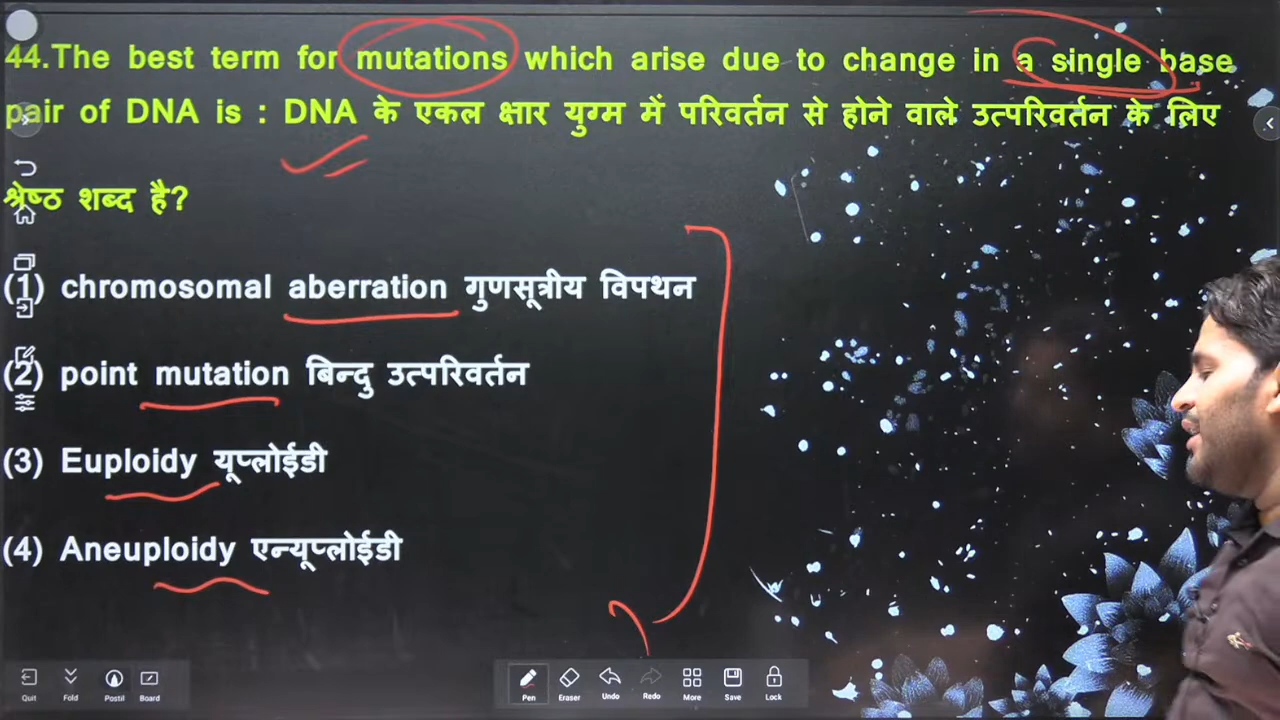 44.The best term for mutations which arise due to change in a single base
pair of DNA is : DNA के एकल क्षार युग्म में परिवर्तन से होने वाले उत्परिवर्तन के लिए
श्रेष्ठ शब्द है?
(1) chromosomal aberration गुणसूत्रीय विपथन
(2) point mutation बिन्दु उत्परिवर्तन
(3) Euploidy यूप्लोईडी
(4) Aneuploidy एन्यूप्लोईडी
Quit Fold Postil Board Pen Eraser Undo Redo More Save Lock